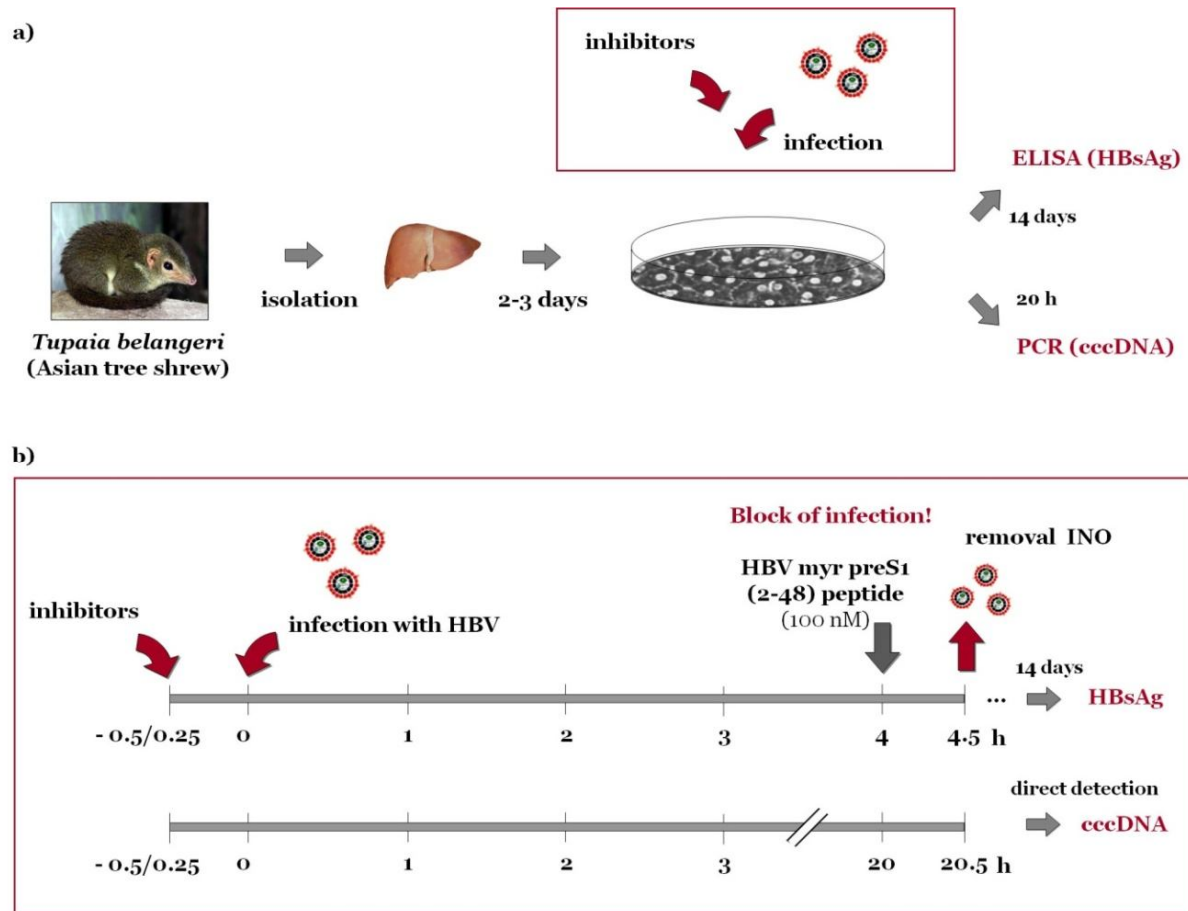 a)
inhibitors
infection
ELISA (HBsAg)
14 days
isolation
2-3 days
20 h
PCR (cccDNA)
Tupaia belangeri
(Asian tree shrew)
b)
Block of infection!
removal INO
HBV myr preS1
(2-48) peptide
(100 nM)
inhibitors
infection with HBV
14 days
...
HBsAg
- 0.5/0.25 0 1 2 3 4 4.5 h
direct detection
cccDNA
- 0.5/0.25 0 1 2 3 20 20.5 h